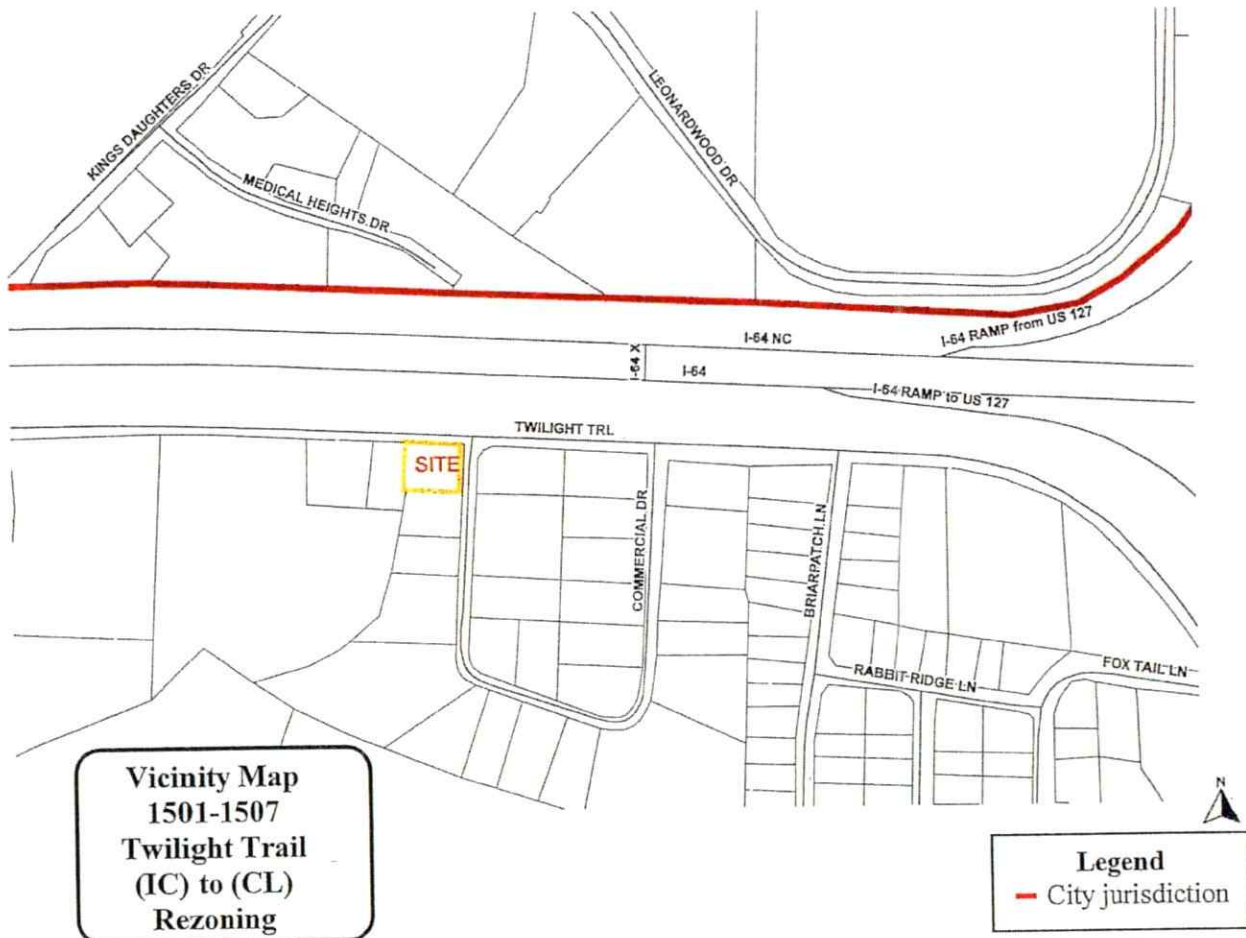 KINGS DAUGHTERS DR
LEONARDWOOD DR
MEDICAL HEIGHTS DR
I-64 RAMP from US 127
I-64 NC
I-64 X
I-64
I-64 RAMP to US 127
TWILIGHT TRL
SITE
COMMERCIAL DR
BRIARPATCH LN
RABBIT RIDGE LN
FOX TAIL LN
Vicinity Map
1501-1507
Twilight Trail
(IC) to (CL)
Rezoning
N
Legend
City jurisdiction